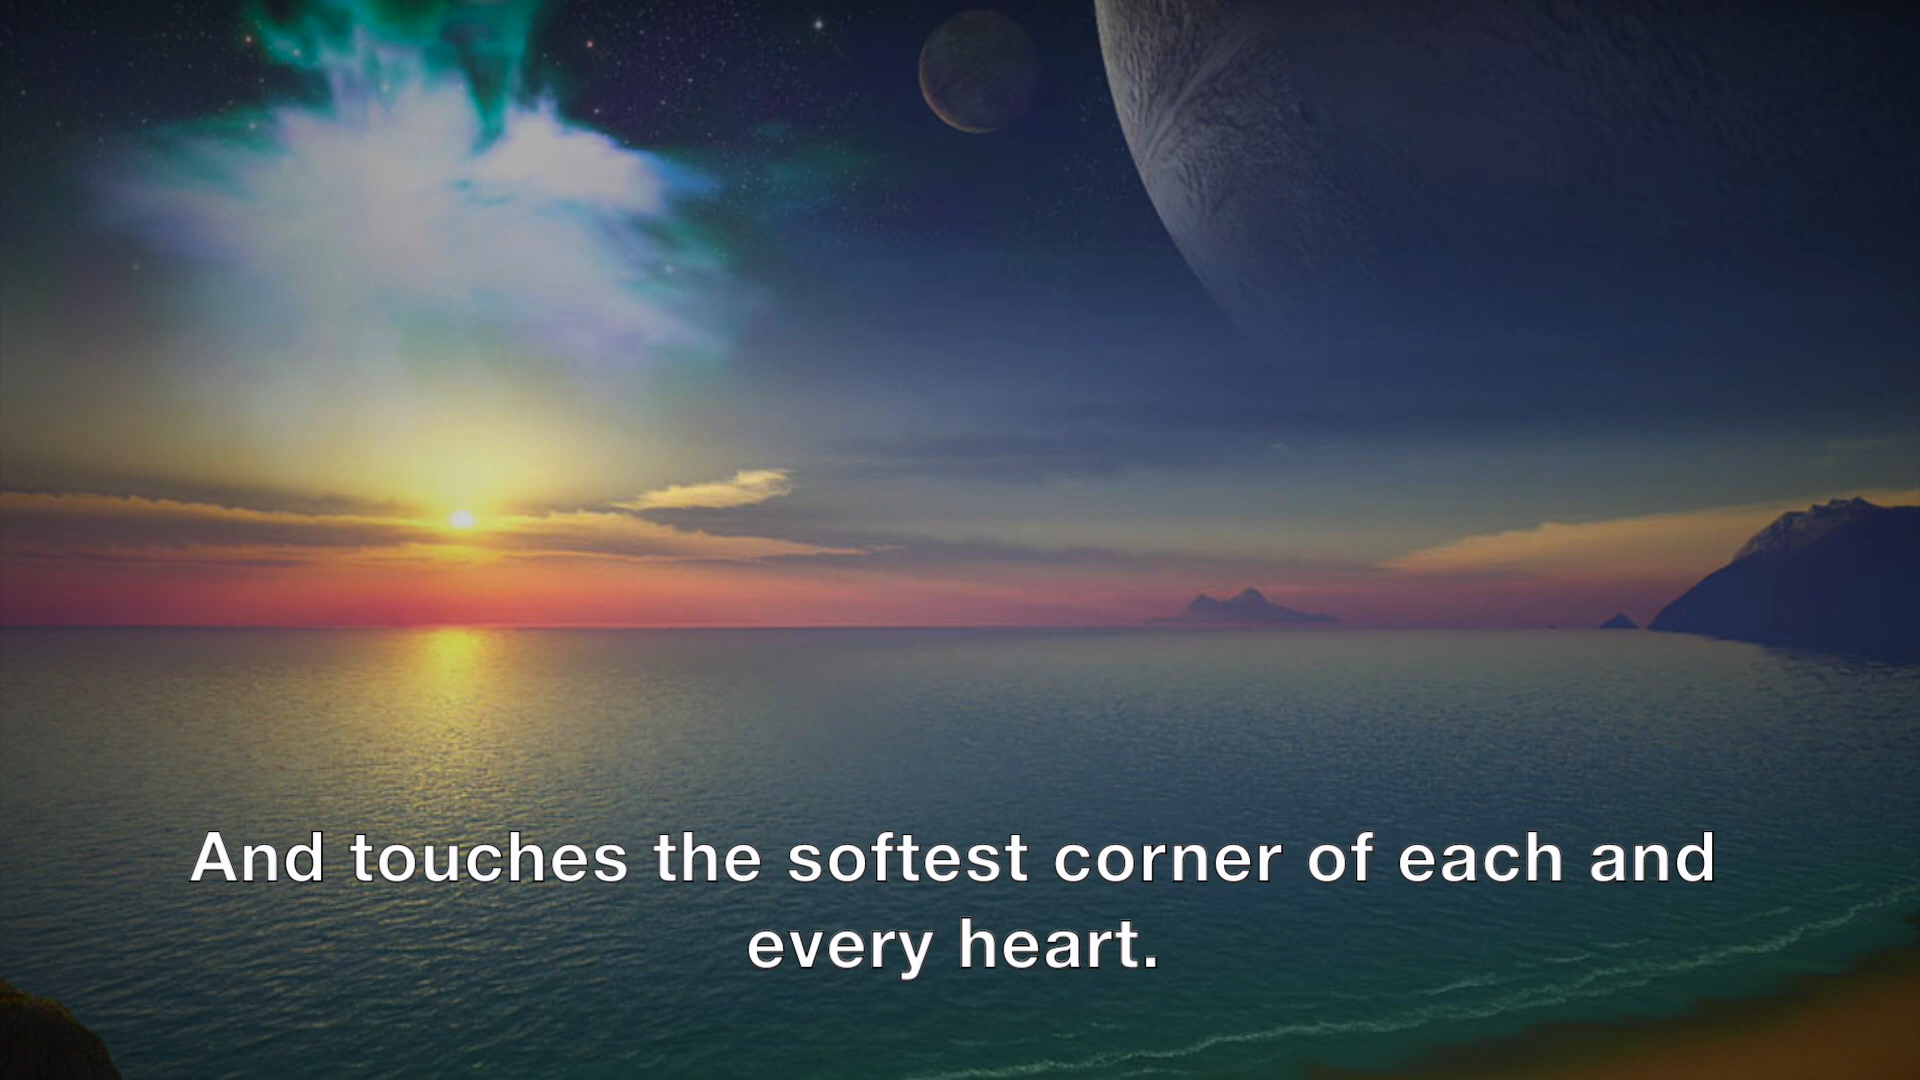 And touches the softest corner of each and
every heart.